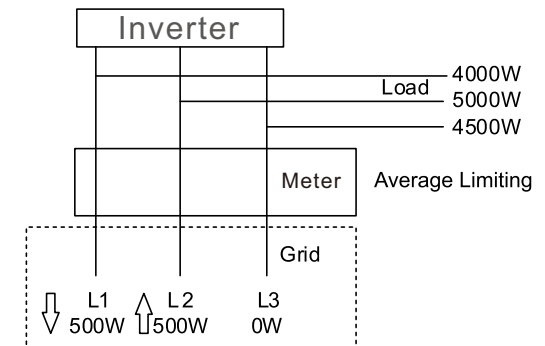 Inverter
4000W
Load
5000W
4500W
Meter
Average Limiting
Grid
L1 L2 L3
500W 500W 0W